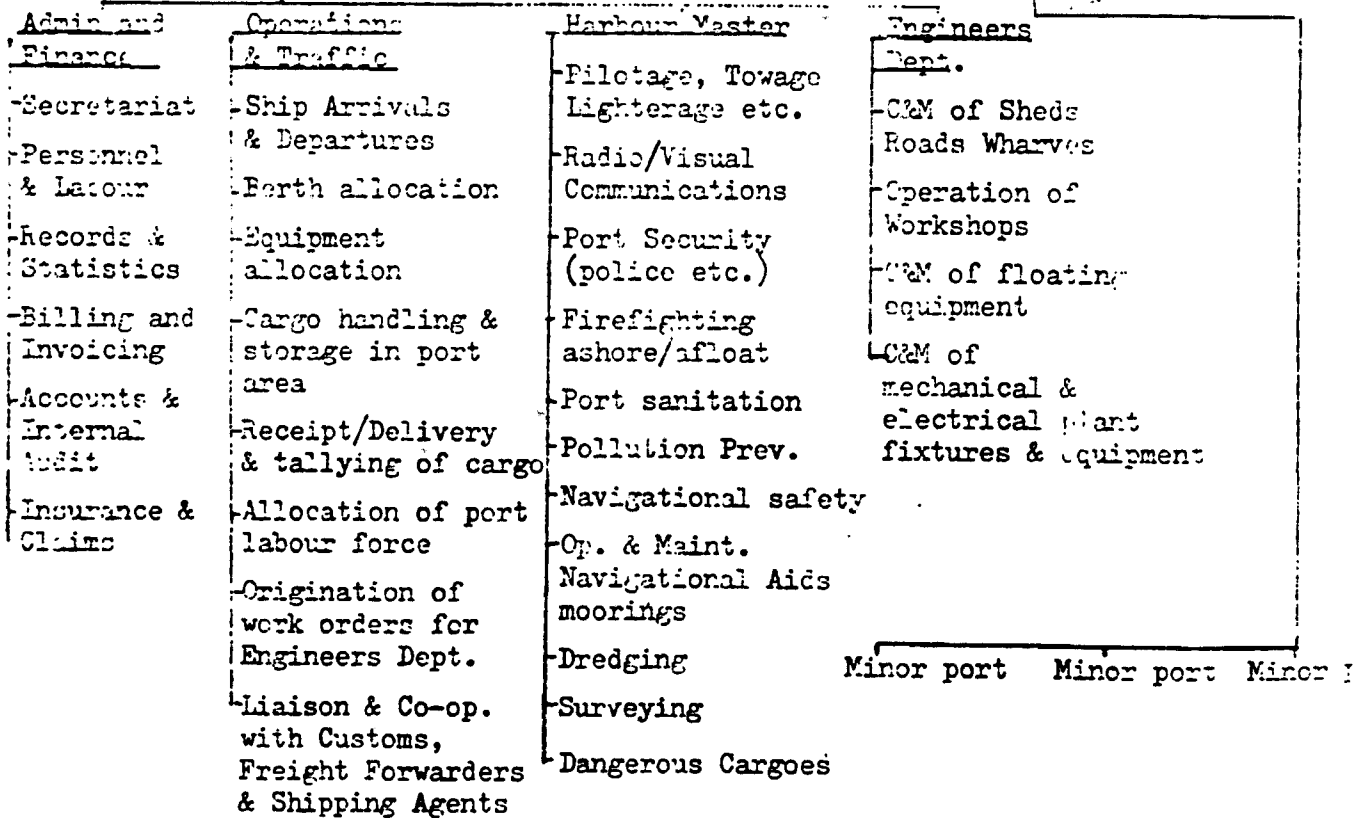 Admin and
Finance
Secretariat
Personnel
& Labour
Records &
Statistics
Billing and
Invoicing
Accounts &
Internal
Audit
Insurance &
Claims
Operations
& Traffic
Ship Arrivals
& Departures
Berth allocation
Equipment
allocation
Cargo handling &
storage in port
area
Receipt/Delivery
& tallying of cargo
Allocation of port
labour force
Origination of
work orders for
Engineers Dept.
Liaison & Co-op.
with Customs,
Freight Forwarders
& Shipping Agents
Harbour Master
Pilotage, Towage
Lighterage etc.
Radio/Visual
Communications
Port Security
(police etc.)
Firefighting
ashore/afloat
Port sanitation
Pollution Prev.
Navigational safety
Op. & Maint.
Navigational Aids
moorings
Dredging
Surveying
Dangerous Cargoes
Engineers
Dept.
C&M of Sheds
Roads Wharves
Operation of
Workshops
C&M of floating
equipment
C&M of
mechanical &
electrical plant
fixtures & equipment
Minor port
Minor port
Minor